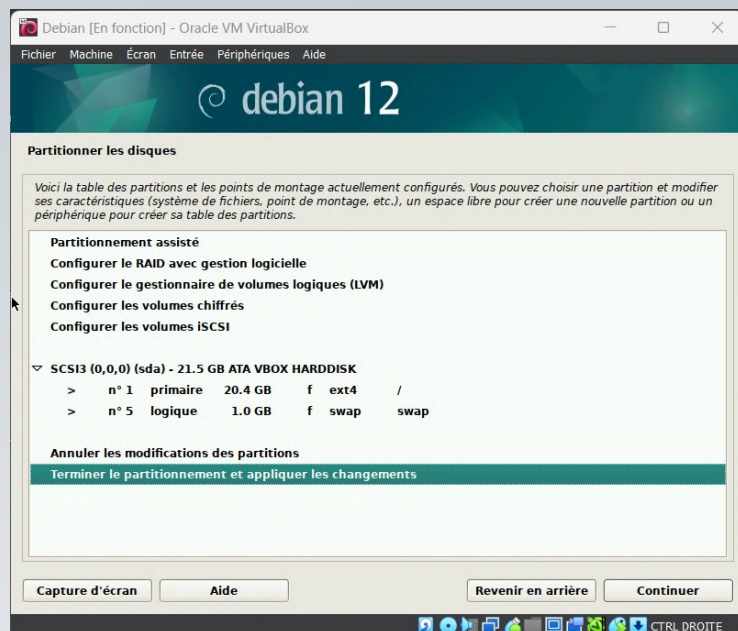 Debian [En fonction] - Oracle VM VirtualBox
Fichier Machine Écran Entrée Périphériques Aide
debian 12
Partitionner les disques
Voici la table des partitions et les points de montage actuellement configurés. Vous pouvez choisir une partition et modifier
ses caractéristiques (système de fichiers, point de montage, etc.), un espace libre pour créer une nouvelle partition ou un
périphérique pour créer sa table des partitions.
Partitionnement assisté
Configurer le RAID avec gestion logicielle
Configurer le gestionnaire de volumes logiques (LVM)
Configurer les volumes chiffrés
Configurer les volumes iSCSI
SCSI3 (0,0,0) (sda) - 21.5 GB ATA VBOX HARDDISK
> n° 1 primaire 20.4 GB f ext4 /
> n° 5 logique 1.0 GB f swap swap
Annuler les modifications des partitions
Terminer le partitionnement et appliquer les changements
Capture d'écran Aide Revenir en arrière Continuer
CTRL DROITE